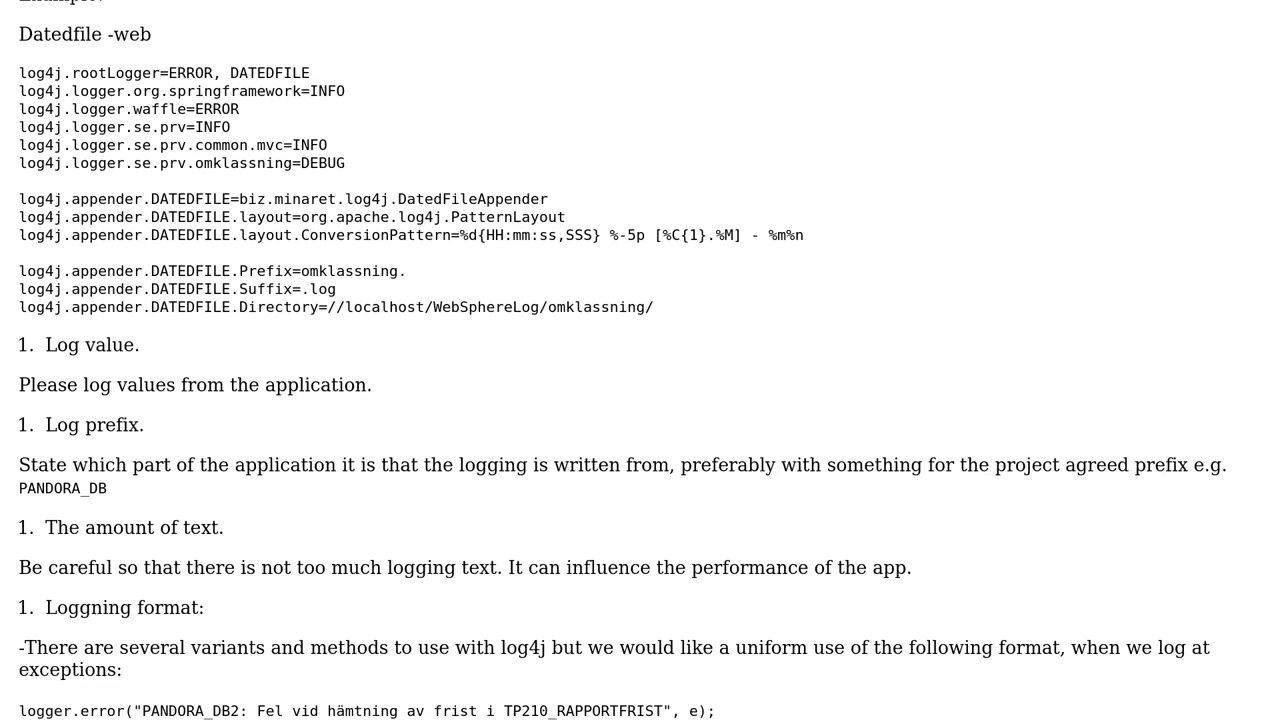 Datedfile -web
log4j.rootLogger=ERROR, DATEDFILE
log4j.logger.org.springframework=INFO
log4j.logger.waffle=ERROR
log4j.logger.se.prv=INFO
log4j.logger.se.prv.common.mvc=INFO
log4j.logger.se.prv.omklassning=DEBUG
log4j.appender.DATEDFILE=biz.minaret.log4j.DatedFileAppender
log4j.appender.DATEDFILE.layout=org.apache.log4j.PatternLayout
log4j.appender.DATEDFILE.layout.ConversionPattern=%d{HH:mm:ss,SSS} %-5p [%C{1}.%M] - %m%n
log4j.appender.DATEDFILE.Prefix=omklassning.
log4j.appender.DATEDFILE.Suffix=.log
log4j.appender.DATEDFILE.Directory=//localhost/WebSphereLog/omklassning/
1. Log value.
Please log values from the application.
1. Log prefix.
State which part of the application it is that the logging is written from, preferably with something for the project agreed prefix e.g.
PANDORA_DB
1. The amount of text.
Be careful so that there is not too much logging text. It can influence the performance of the app.
1. Loggning format:
-There are several variants and methods to use with log4j but we would like a uniform use of the following format, when we log at
exceptions:
logger.error("PANDORA_DB2: Fel vid hämtning av frist i TP210_RAPPORTFRIST", e);